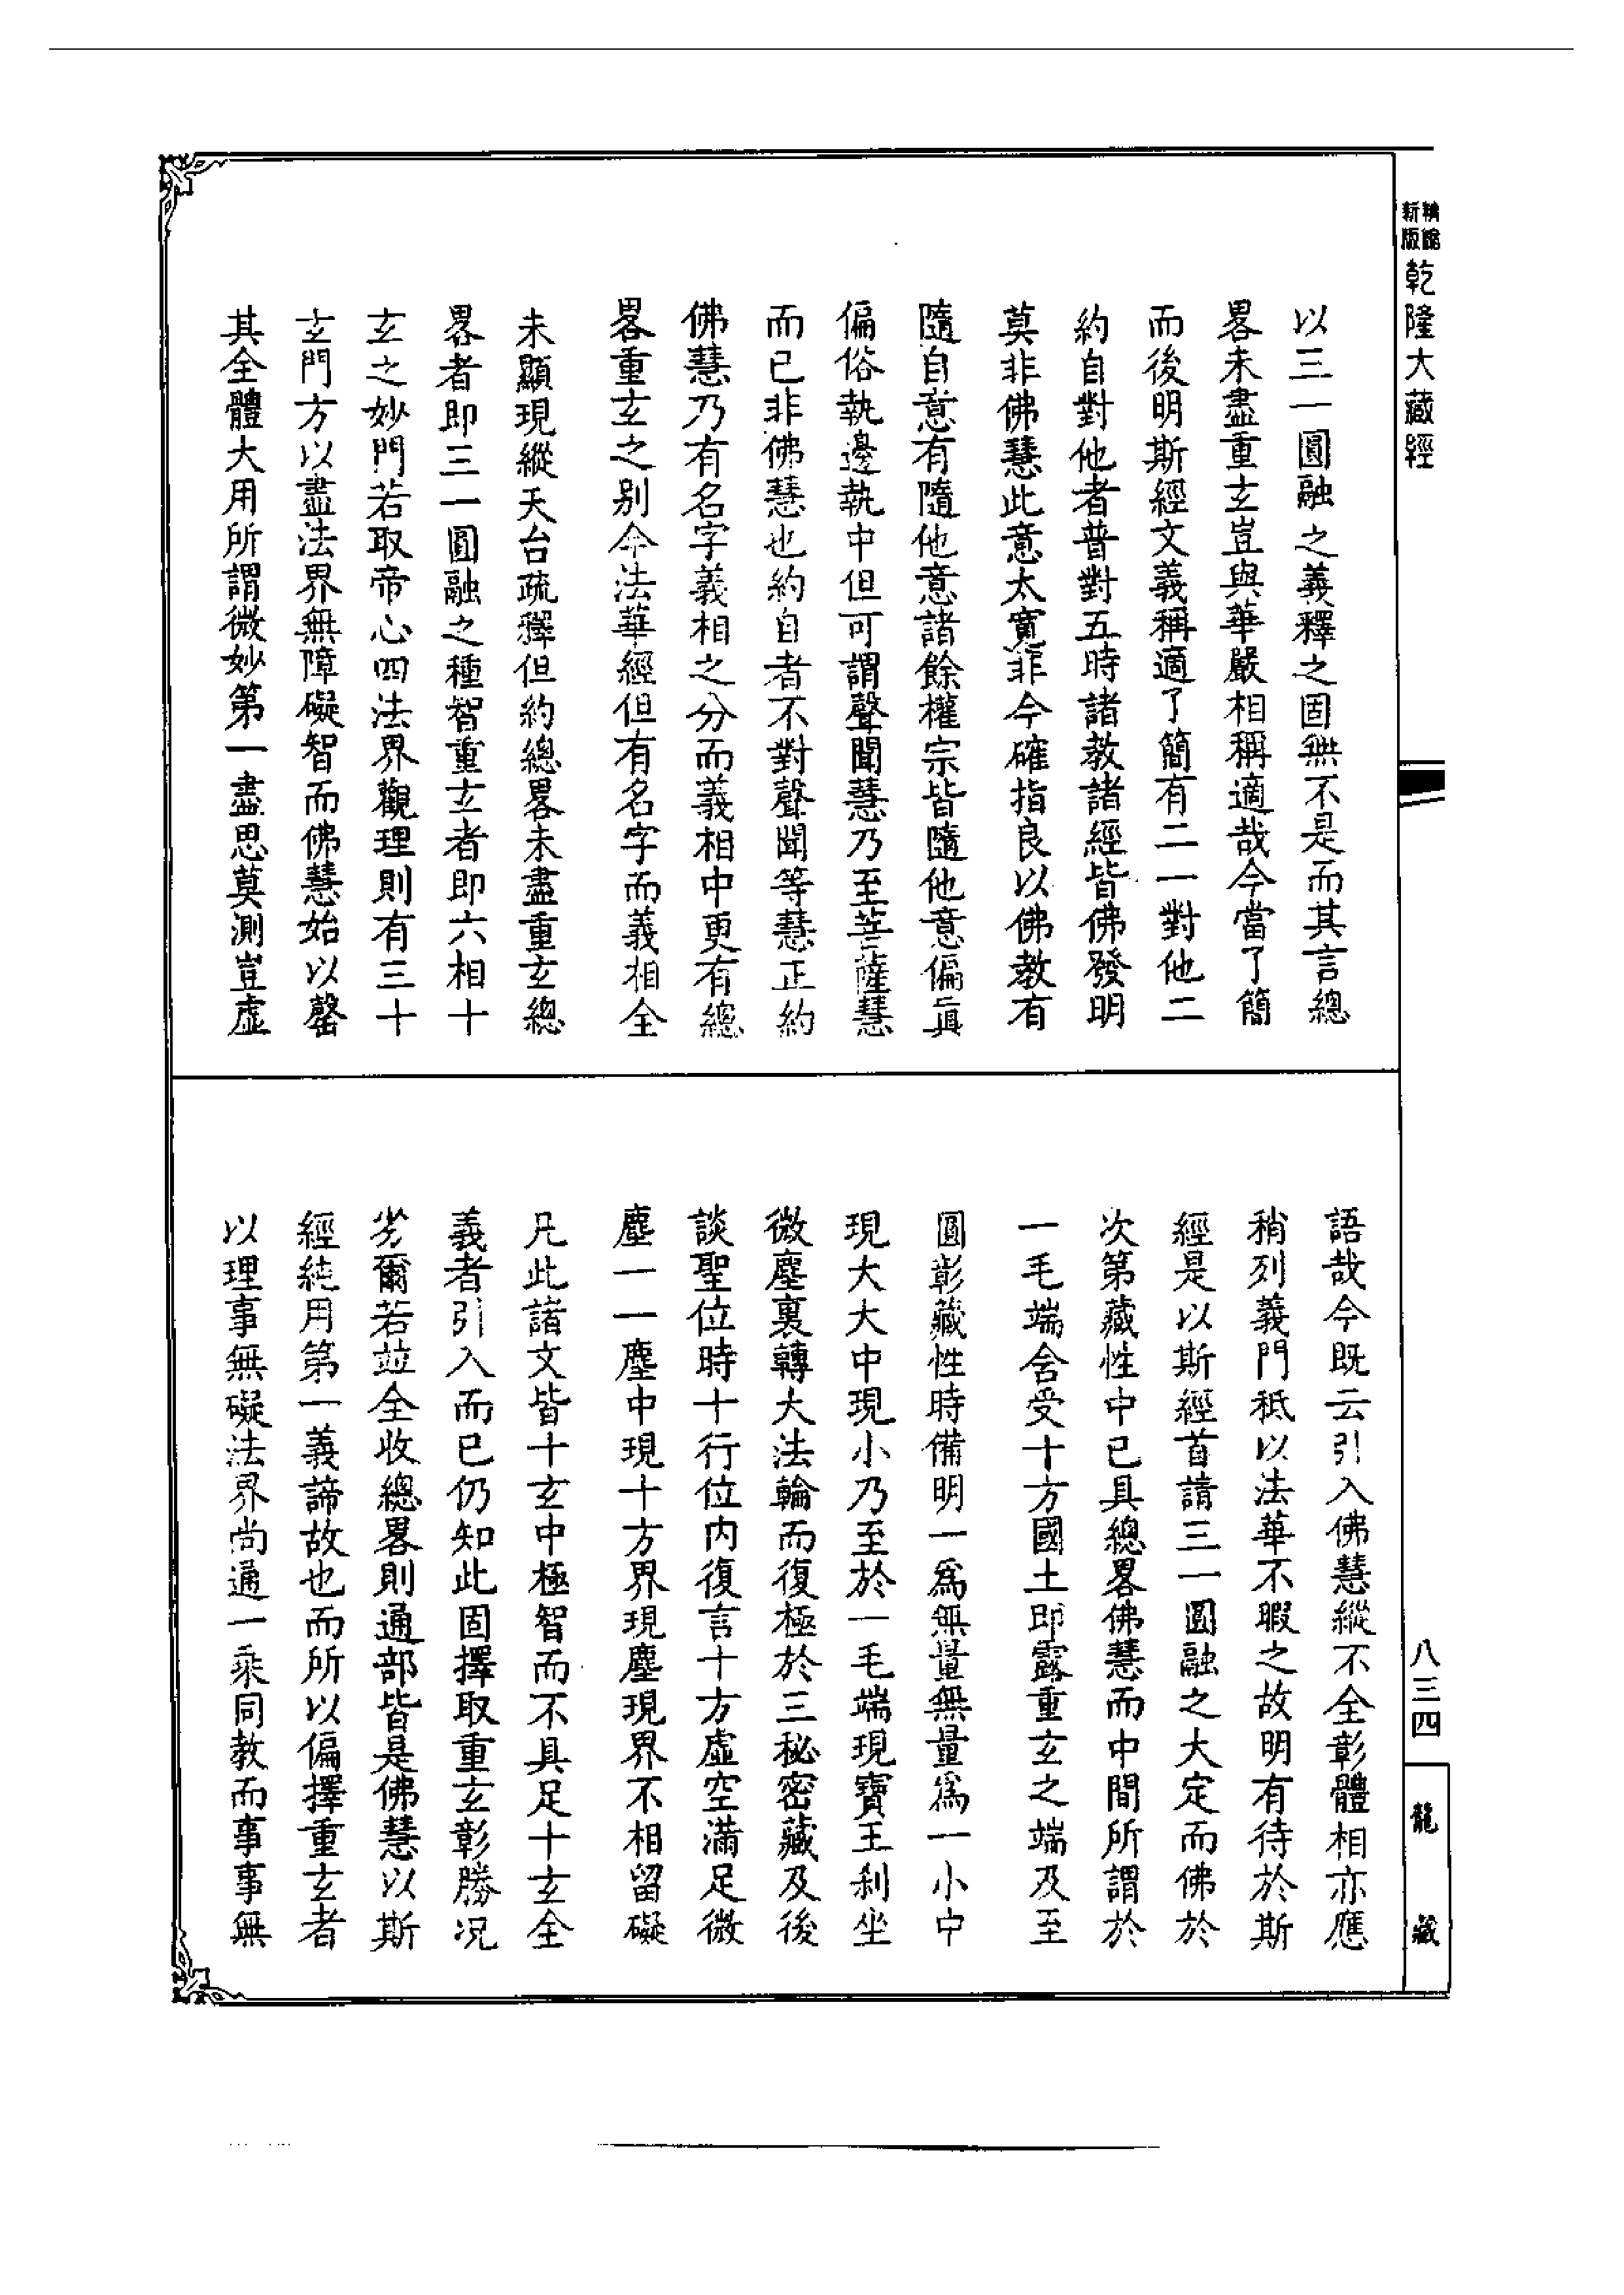 精緻
新版
乾隆大藏經
以三一圓融之義釋之固無不是而其言總
畧未盡重玄豈與華嚴相稱適哉今當了簡
而後明斯經文義稱適了簡有二一對他二
約自對他者普對五時諸教諸經皆佛發明
莫非佛慧此意太寬非今確指良以佛教有
隨自意有隨他意諸餘權宗皆隨他意偏眞
偏俗執邊執中但可謂聲聞慧乃至菩薩慧
而已非佛慧也約自者不對聲聞等慧正約
佛慧乃有名字義相之分而義相中更有總
畧重玄之別今法華經但有名字而義相全
未顯現縱天台疏釋但約總畧未盡重玄總
畧者即三一圓融之種智重玄者即六相十
玄之妙門若取帝心四法界觀理則有三十
玄門方以盡法界無障礙智而佛慧始以罄
其全體大用所謂微妙第一盡思莫測豈虛
語哉今既云引入佛慧縱不全彰體相亦應
稍列義門秪以法華不暇之故明有待於斯
經是以斯經首請三一圓融之大定而佛於
次第藏性中已具總畧佛慧而中間所謂於
一毛端含受十方國土即露重玄之端及至
圓彰藏性時備明一為無量無量為一小中
現大大中現小乃至於一毛端現寶王刹坐
微塵裏轉大法輪而復極於三秘密藏及後
談聖位時十行位内復言十方虛空滿足微
塵一一塵中現十方界現塵現界不相留礙
凡此諸文皆十玄中極智而不具足十玄全
義者引入而已仍知此固擇取重玄彰勝況
劣爾若竝全收總畧則通部皆是佛慧以斯
經純用第一義諦故也而所以偏擇重玄者
以理事無礙法界尚通一乘同教而事事無
八三四
龍藏